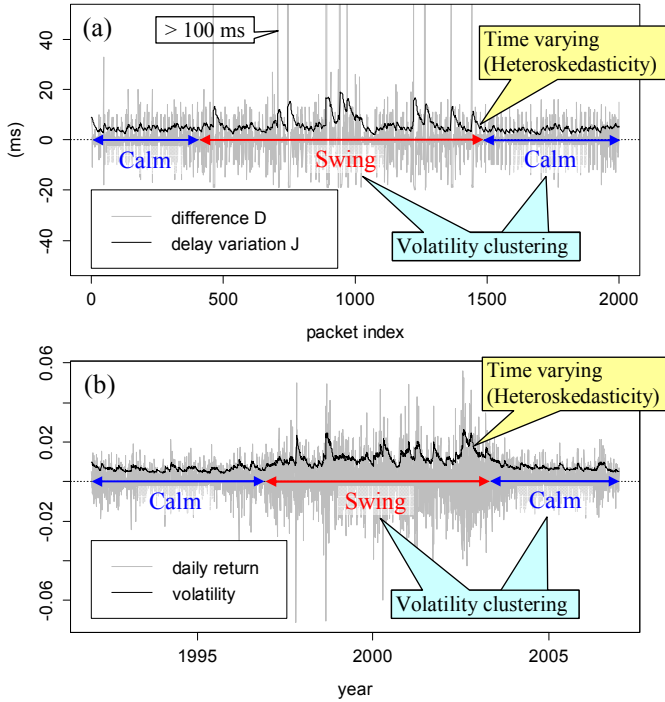 (a)
> 100 ms
Time varying
(Heteroskedasticity)
40
20
0
-20
-40
(ms)
Calm
Swing
Calm
difference D
delay variation J
Volatility clustering
0
500
1000
1500
2000
packet index
(b)
Time varying
(Heteroskedasticity)
0.06
0.02
-0.02
-0.06
Calm
Swing
Calm
daily return
volatility
Volatility clustering
1995
2000
2005
year